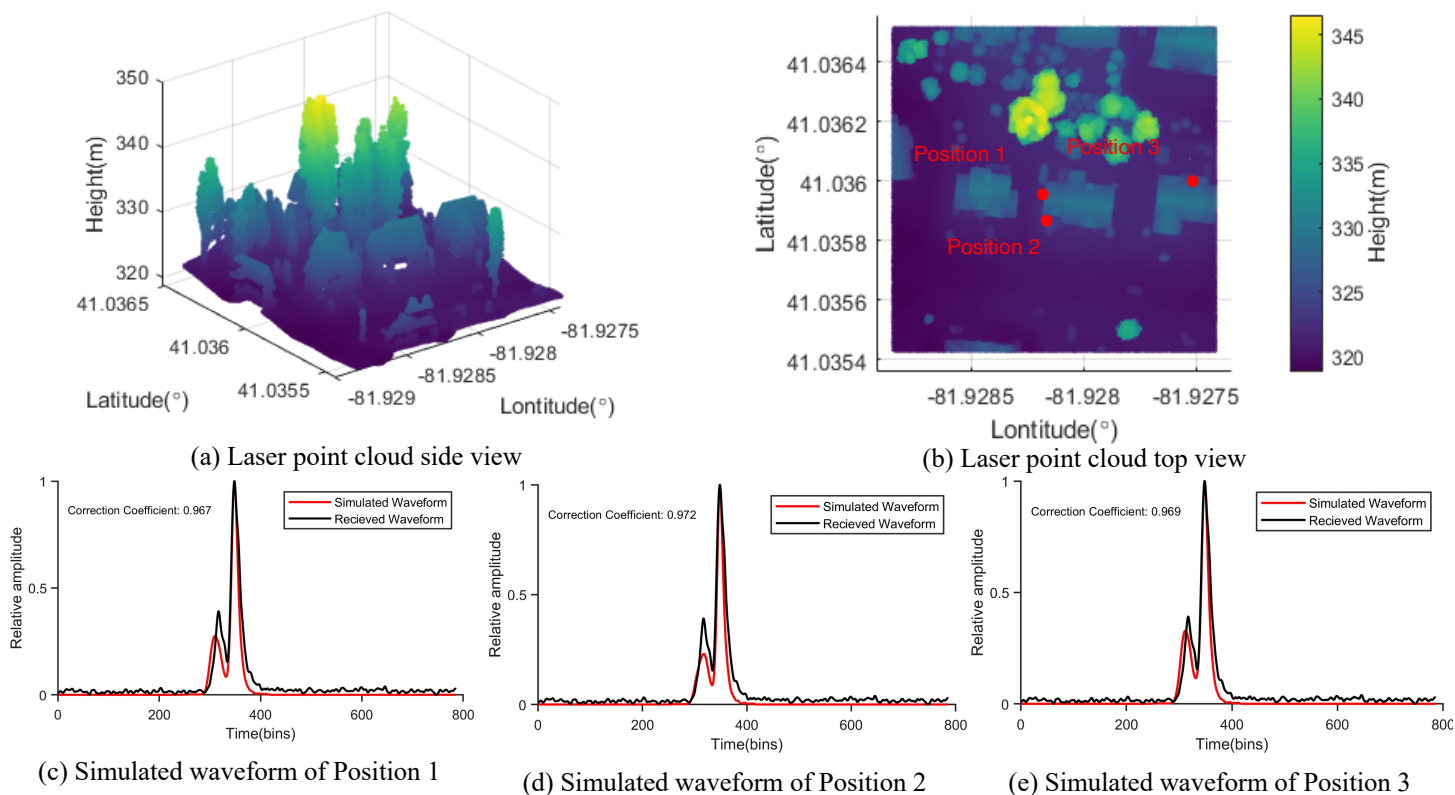 350
340
330
320
Height(m)
41.0365
41.036
41.0355
Latitude(°)
-81.929
-81.9285
-81.928
-81.9275
Lontitude(°)
(a) Laser point cloud side view
41.0364
41.0362
41.036
41.0358
41.0356
41.0354
Latitude(°)
Position 1
Position 3
Position 2
-81.9285
-81.928
-81.9275
Lontitude(°)
345
340
335
330
325
320
Height(m)
(b) Laser point cloud top view
1
0.5
0
Relative amplitude
Correction Coefficient: 0.967
Simulated Waveform
Recieved Waveform
0
200
400
600
800
Time(bins)
(c) Simulated waveform of Position 1
1
0.5
0
Relative amplitude
Correction Coefficient: 0.972
Simulated Waveform
Recieved Waveform
0
200
400
600
800
Time(bins)
(d) Simulated waveform of Position 2
1
0.5
0
Relative amplitude
Correction Coefficient: 0.969
Simulated Waveform
Recieved Waveform
0
200
400
600
800
Time(bins)
(e) Simulated waveform of Position 3